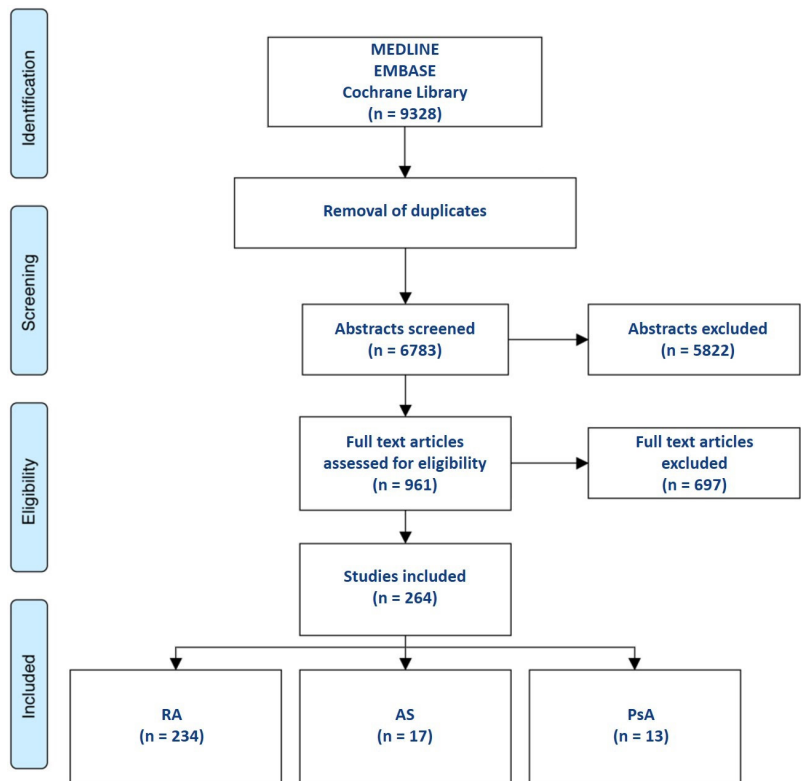 Identification
MEDLINE
EMBASE
Cochrane Library
(n = 9328)
Removal of duplicates
Screening
Abstracts screened
(n = 6783)
Abstracts excluded
(n = 5822)
Eligibility
Full text articles
assessed for eligibility
(n = 961)
Full text articles
excluded
(n = 697)
Studies included
(n = 264)
Included
RA
(n = 234)
AS
(n = 17)
PsA
(n = 13)